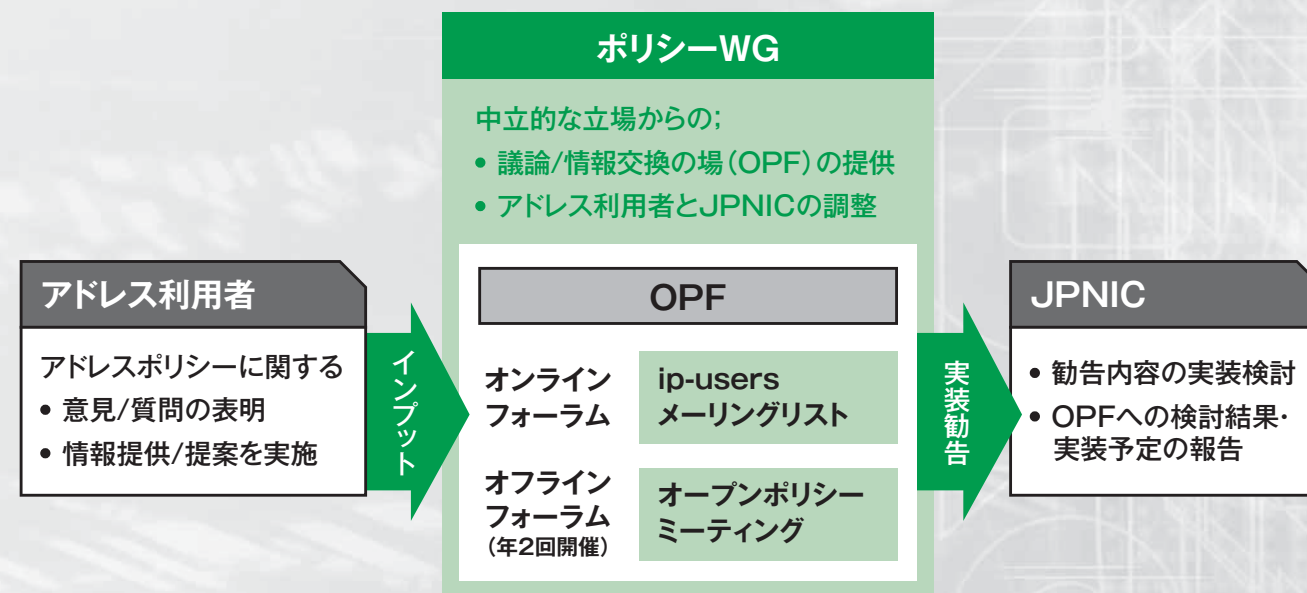 ポリシーWG
中立的な立場からの;
• 議論/情報交換の場(OPF)の提供
• アドレス利用者とJPNICの調整
アドレス利用者
アドレスポリシーに関する
• 意見/質問の表明
• 情報提供/提案を実施
インプット
OPF
オンライン
フォーラム
ip-users
メーリングリスト
オフライン
フォーラム
(年2回開催)
オープンポリシー
ミーティング
実装勧告
JPNIC
• 勧告内容の実装検討
• OPFへの検討結果・
実装予定の報告